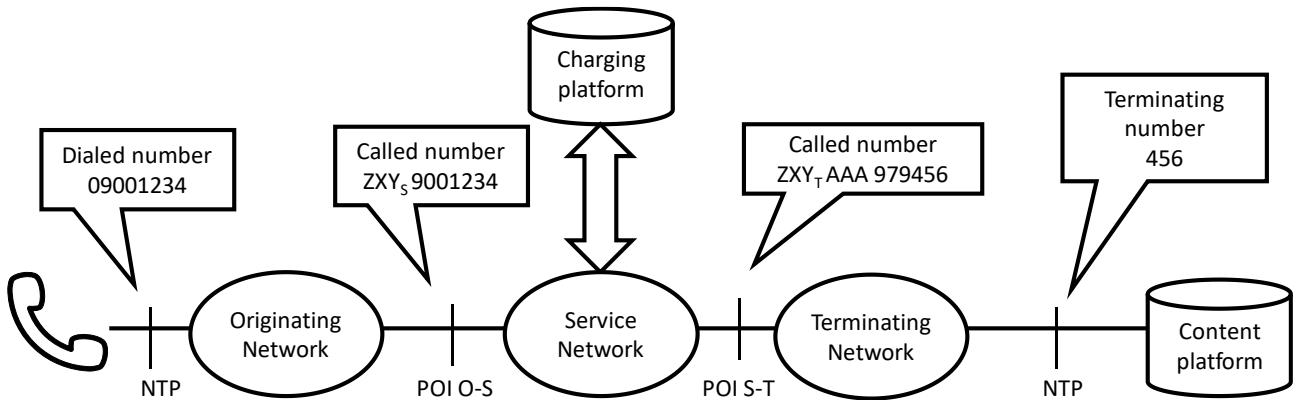 Charging
platform
Dialed number
09001234
Called number
ZXYS 9001234
Called number
ZXYT AAA 979456
Terminating
number
456
Originating
Network
Service
Network
Terminating
Network
Content
platform
NTP
POI O-S
POI S-T
NTP